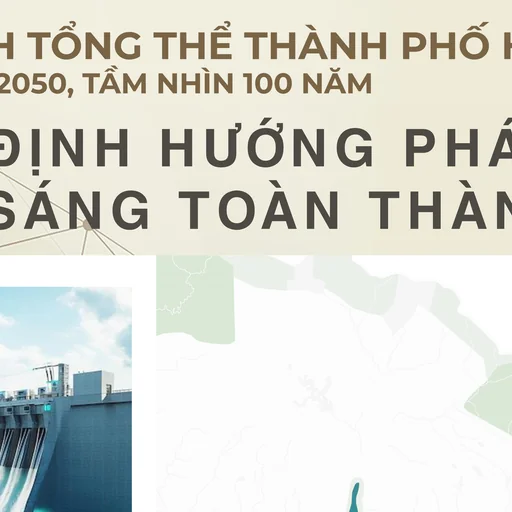 H TỔNG THỂ THÀNH PHỐ H
2050, TẦM NHÌN 100 NĂM
ĐỊNH HƯỚNG PHÁ
SÁNG TOÀN THÀN